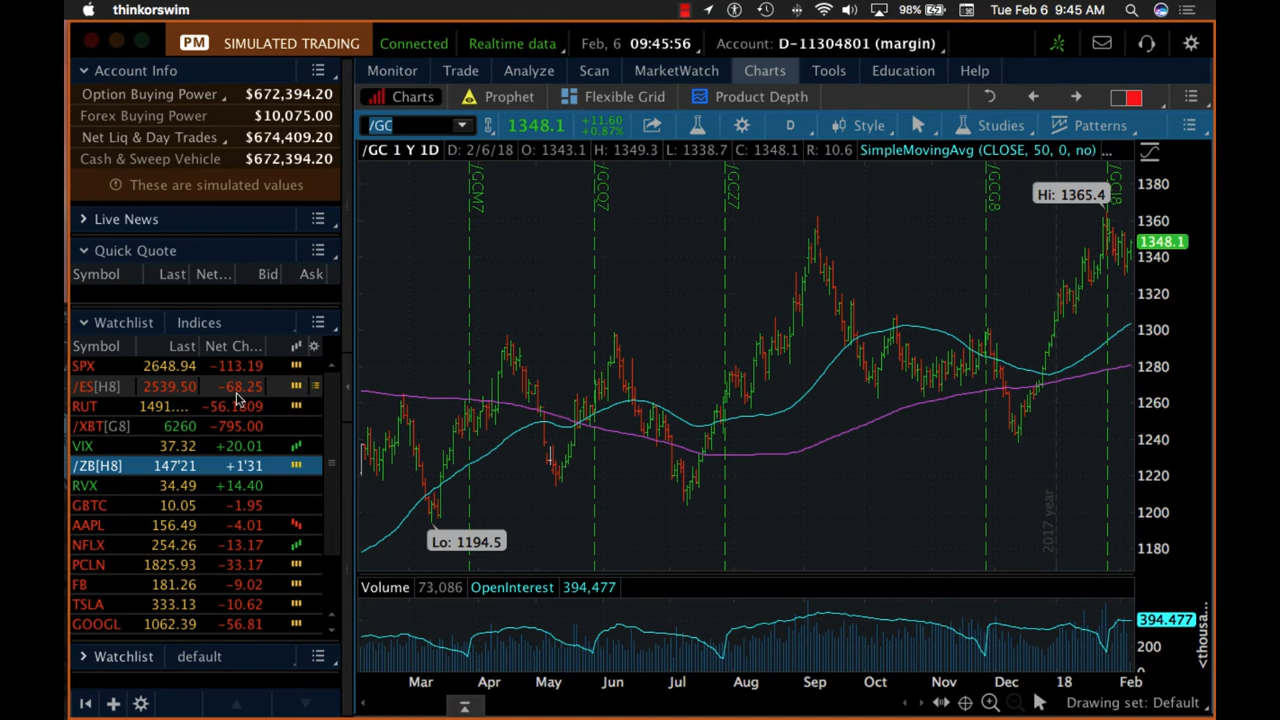 thinkorswim 98% Tue Feb 6 9:45 AM
PM SIMULATED TRADING Connected Realtime data Feb, 6 09:45:56 Account: D-11304801 (margin)
Account Info
Option Buying Power $672,394.20
Forex Buying Power $10,075.00
Net Liq & Day Trades $674,409.20
Cash & Sweep Vehicle $672,394.20
These are simulated values
Live News
Quick Quote
Symbol Last Net... Bid Ask
Watchlist Indices
Symbol Last Net Ch...
SPX 2648.94 -113.19
/ES[H8] 2539.50 -68.25
RUT 1491.... -56.1809
/XBT[G8] 6260 -795.00
VIX 37.32 +20.01
/ZB[H8] 147'21 +1'31
RVX 34.49 +14.40
GBTC 10.05 -1.95
AAPL 156.49 -4.01
NFLX 254.26 -13.17
PCLN 1825.93 -33.17
FB 181.26 -9.02
TSLA 333.13 -10.62
GOOGL 1062.39 -56.81
Watchlist default
Monitor Trade Analyze Scan MarketWatch Charts Tools Education Help
Charts Prophet Flexible Grid Product Depth
/GC 1348.1 +11.60 +0.87% D Style Studies Patterns
/GC 1 Y 1D D: 2/6/18 O: 1343.1 H: 1349.3 L: 1338.7 C: 1348.1 R: 10.6 SimpleMovingAvg (CLOSE, 50, 0, no) ...
/GCM7
/GCQ7
/GCZ7
/GCG8
/GCJ8
Hi: 1365.4
Lo: 1194.5
2017 year
1380
1360
1348.1
1340
1320
1300
1280
1260
1240
1220
1200
1180
Volume 73,086 OpenInterest 394,477
394.477
200
0
<thousa...
Mar Apr May Jun Jul Aug Sep Oct Nov Dec 18 Feb
Drawing set: Default